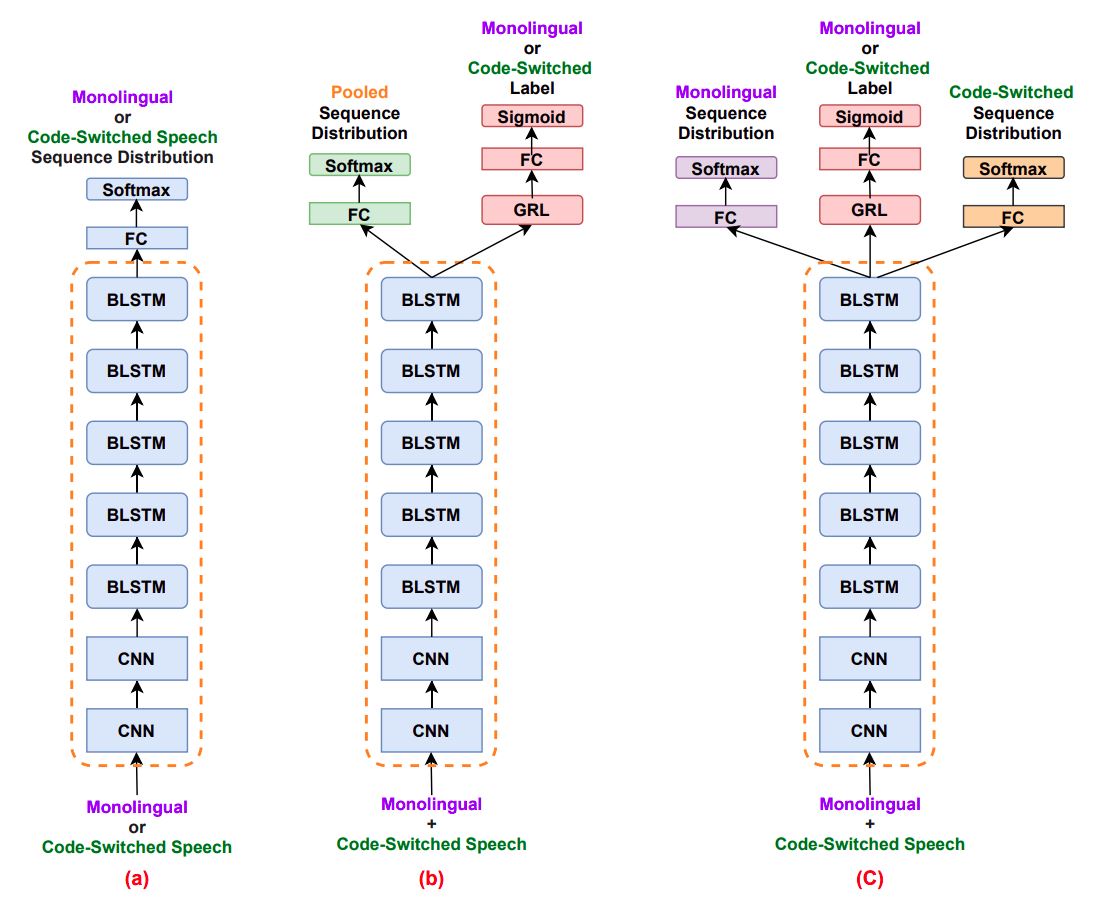 Monolingual
or
Code-Switched Speech
Sequence Distribution
Softmax
FC
BLSTM
BLSTM
BLSTM
BLSTM
BLSTM
CNN
CNN
Monolingual
or
Code-Switched Speech
(a)
Pooled
Sequence
Distribution
Softmax
FC
Monolingual
or
Code-Switched
Label
Sigmoid
FC
GRL
BLSTM
BLSTM
BLSTM
BLSTM
BLSTM
CNN
CNN
Monolingual
+
Code-Switched Speech
(b)
Monolingual
Sequence
Distribution
Softmax
FC
Monolingual
or
Code-Switched
Label
Sigmoid
FC
GRL
Code-Switched
Sequence
Distribution
Softmax
FC
BLSTM
BLSTM
BLSTM
BLSTM
BLSTM
CNN
CNN
Monolingual
+
Code-Switched Speech
(C)